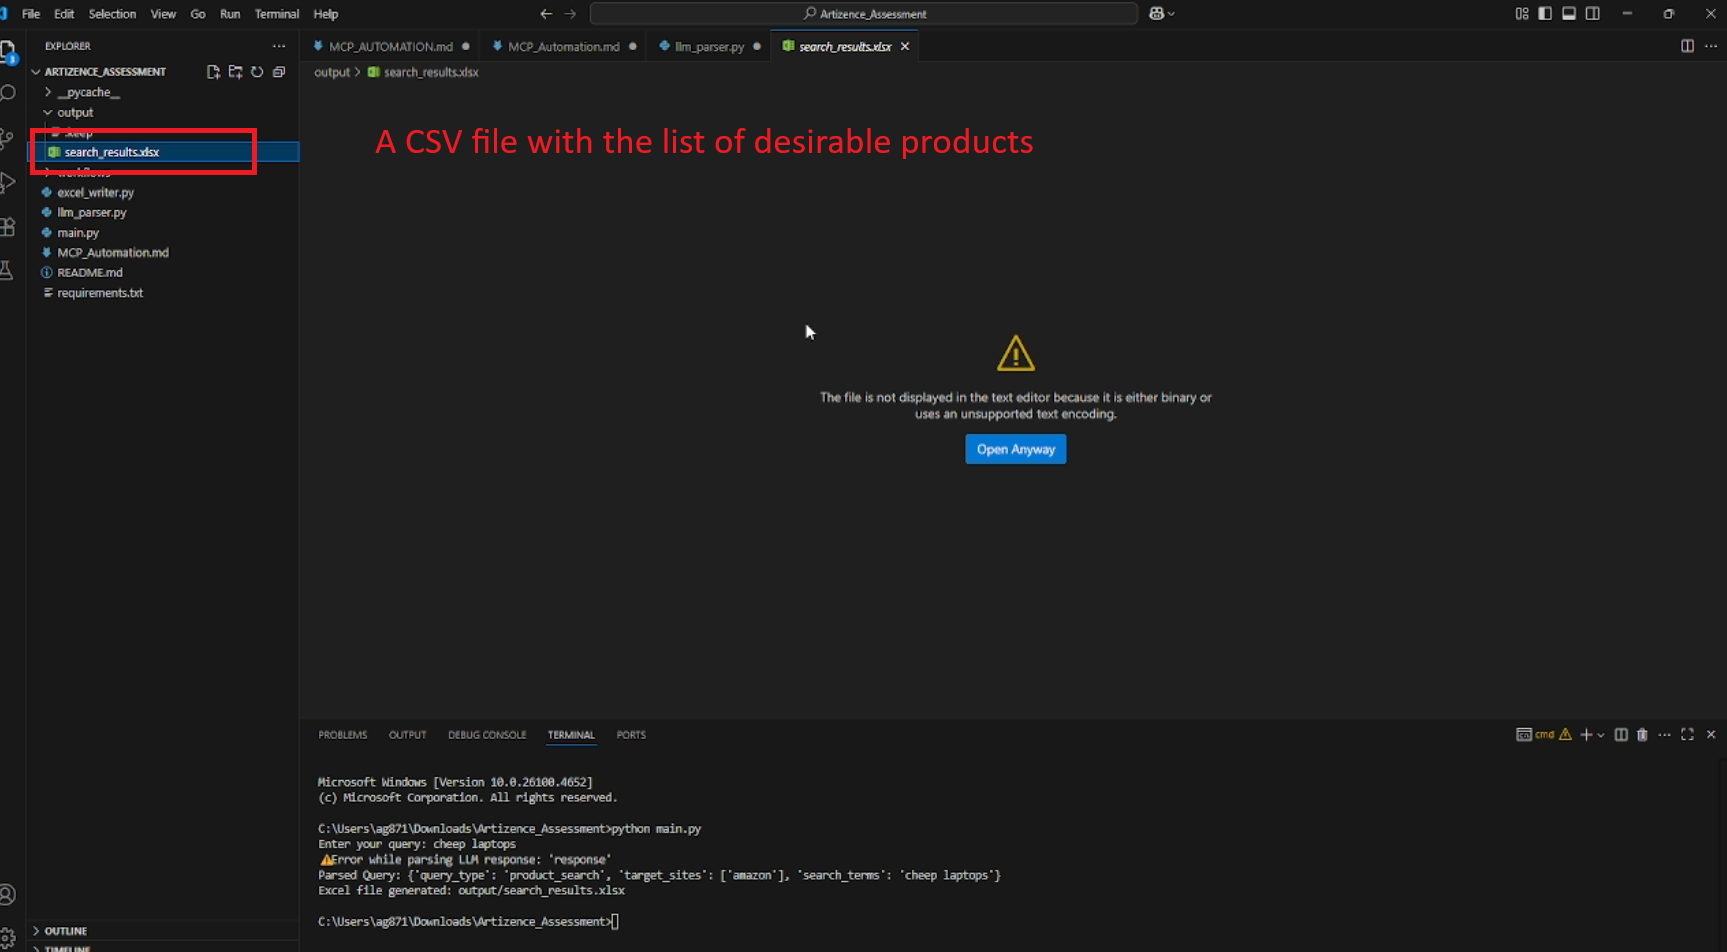 File Edit Selection View Go Run Terminal Help
Artizence_Assessment
EXPLORER
ARTIZENCE_ASSESSMENT
__pycache__
output
search_results.xlsx
excel_writer.py
llm_parser.py
main.py
MCP_Automation.md
README.md
requirements.txt
OUTLINE
TIMELINE
MCP_AUTOMATION.md
MCP_Automation.md
llm_parser.py
search_results.xlsx
output > search_results.xlsx
A CSV file with the list of desirable products
The file is not displayed in the text editor because it is either binary or
uses an unsupported text encoding.
Open Anyway
PROBLEMS OUTPUT DEBUG CONSOLE TERMINAL PORTS
cmd
Microsoft Windows [Version 10.0.26100.4652]
(c) Microsoft Corporation. All rights reserved.
C:\Users\ag871\Downloads\Artizence_Assessment>python main.py
Enter your query: cheep laptops
⚠Error while parsing LLM response: 'response'
Parsed Query: {'query_type': 'product_search', 'target_sites': ['amazon'], 'search_terms': 'cheep laptops'}
Excel file generated: output/search_results.xlsx
C:\Users\ag871\Downloads\Artizence_Assessment>